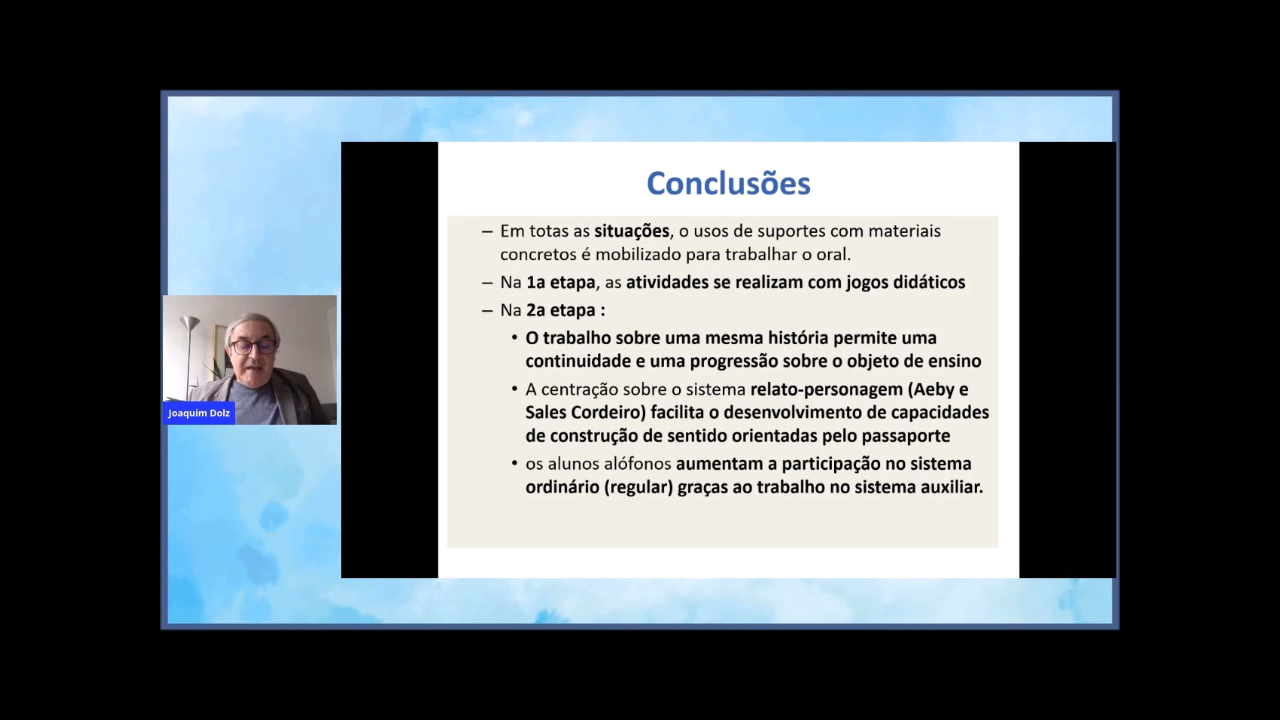 Conclusões
– Em totas as situações, o usos de suportes com materiais
concretos é mobilizado para trabalhar o oral.
– Na 1a etapa, as atividades se realizam com jogos didáticos
– Na 2a etapa :
• O trabalho sobre uma mesma história permite uma
continuidade e uma progressão sobre o objeto de ensino
• A centração sobre o sistema relato-personagem (Aeby e
Sales Cordeiro) facilita o desenvolvimento de capacidades
de construção de sentido orientadas pelo passaporte
• os alunos alófonos aumentam a participação no sistema
ordinário (regular) graças ao trabalho no sistema auxiliar.
Joaquim Dolz